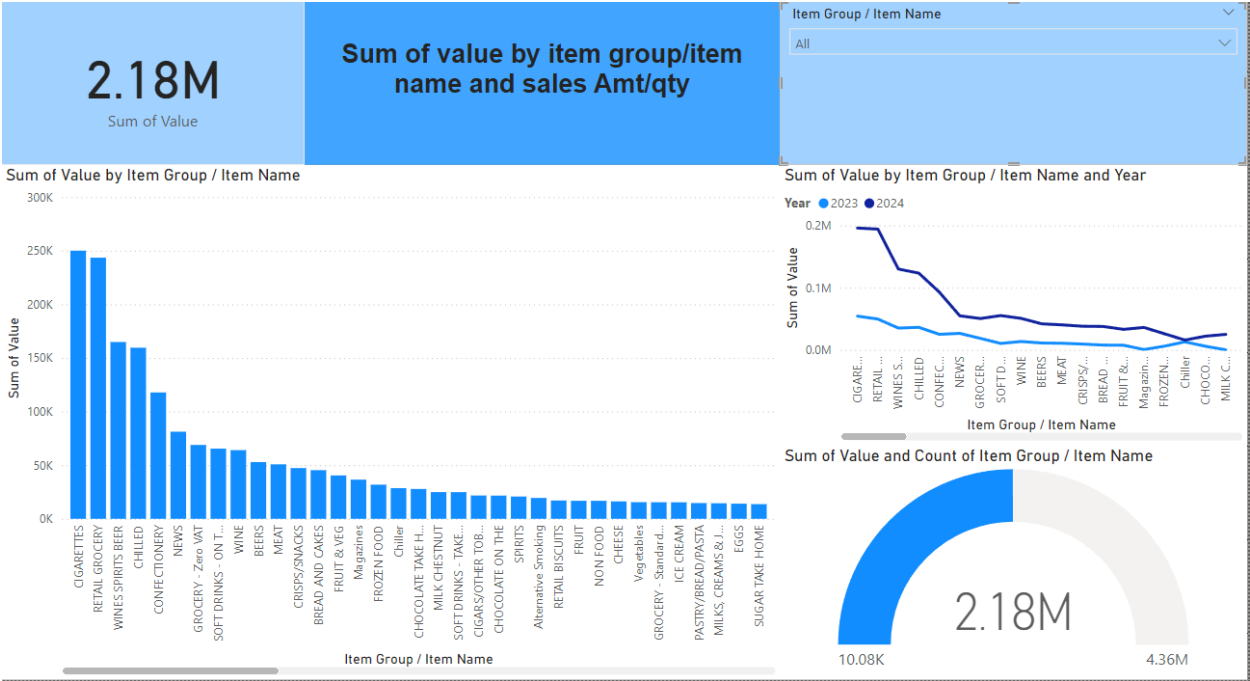 2.18M
Sum of Value
Sum of value by item group/item
name and sales Amt/qty
Item Group / Item Name
All
Sum of Value by Item Group / Item Name
300K
250K
200K
150K
100K
50K
0K
Sum of Value
CIGARETTES
RETAIL GROCERY
WINES SPIRITS BEER
CHILLED
CONFECTIONERY
NEWS
GROCERY - Zero VAT
SOFT DRINKS - ON T...
WINE
BEERS
MEAT
CRISPS/SNACKS
BREAD AND CAKES
FRUIT & VEG
Magazines
FROZEN FOOD
Chiller
CHOCOLATE TAKE H...
MILK CHESTNUT
SOFT DRINKS - TAKE...
CIGARS/OTHER TOB...
CHOCOLATE ON THE
SPIRITS
Alternative Smoking
RETAIL BISCUITS
FRUIT
NON FOOD
CHEESE
Vegetables
GROCERY - Standard...
ICE CREAM
PASTRY/BREAD/PASTA
MILKS, CREAMS & J...
EGGS
SUGAR TAKE HOME
Item Group / Item Name
Sum of Value by Item Group / Item Name and Year
Year 2023 2024
0.2M
0.1M
0.0M
Sum of Value
CIGARE...
RETAIL ...
WINES S...
CHILLED
CONFEC...
NEWS
GROCER...
SOFT D...
WINE
BEERS
MEAT
CRISPS/...
BREAD ...
FRUIT &...
Magazin...
FROZEN...
Chiller
CHOCO...
MILK C...
Item Group / Item Name
Sum of Value and Count of Item Group / Item Name
2.18M
10.08K
4.36M